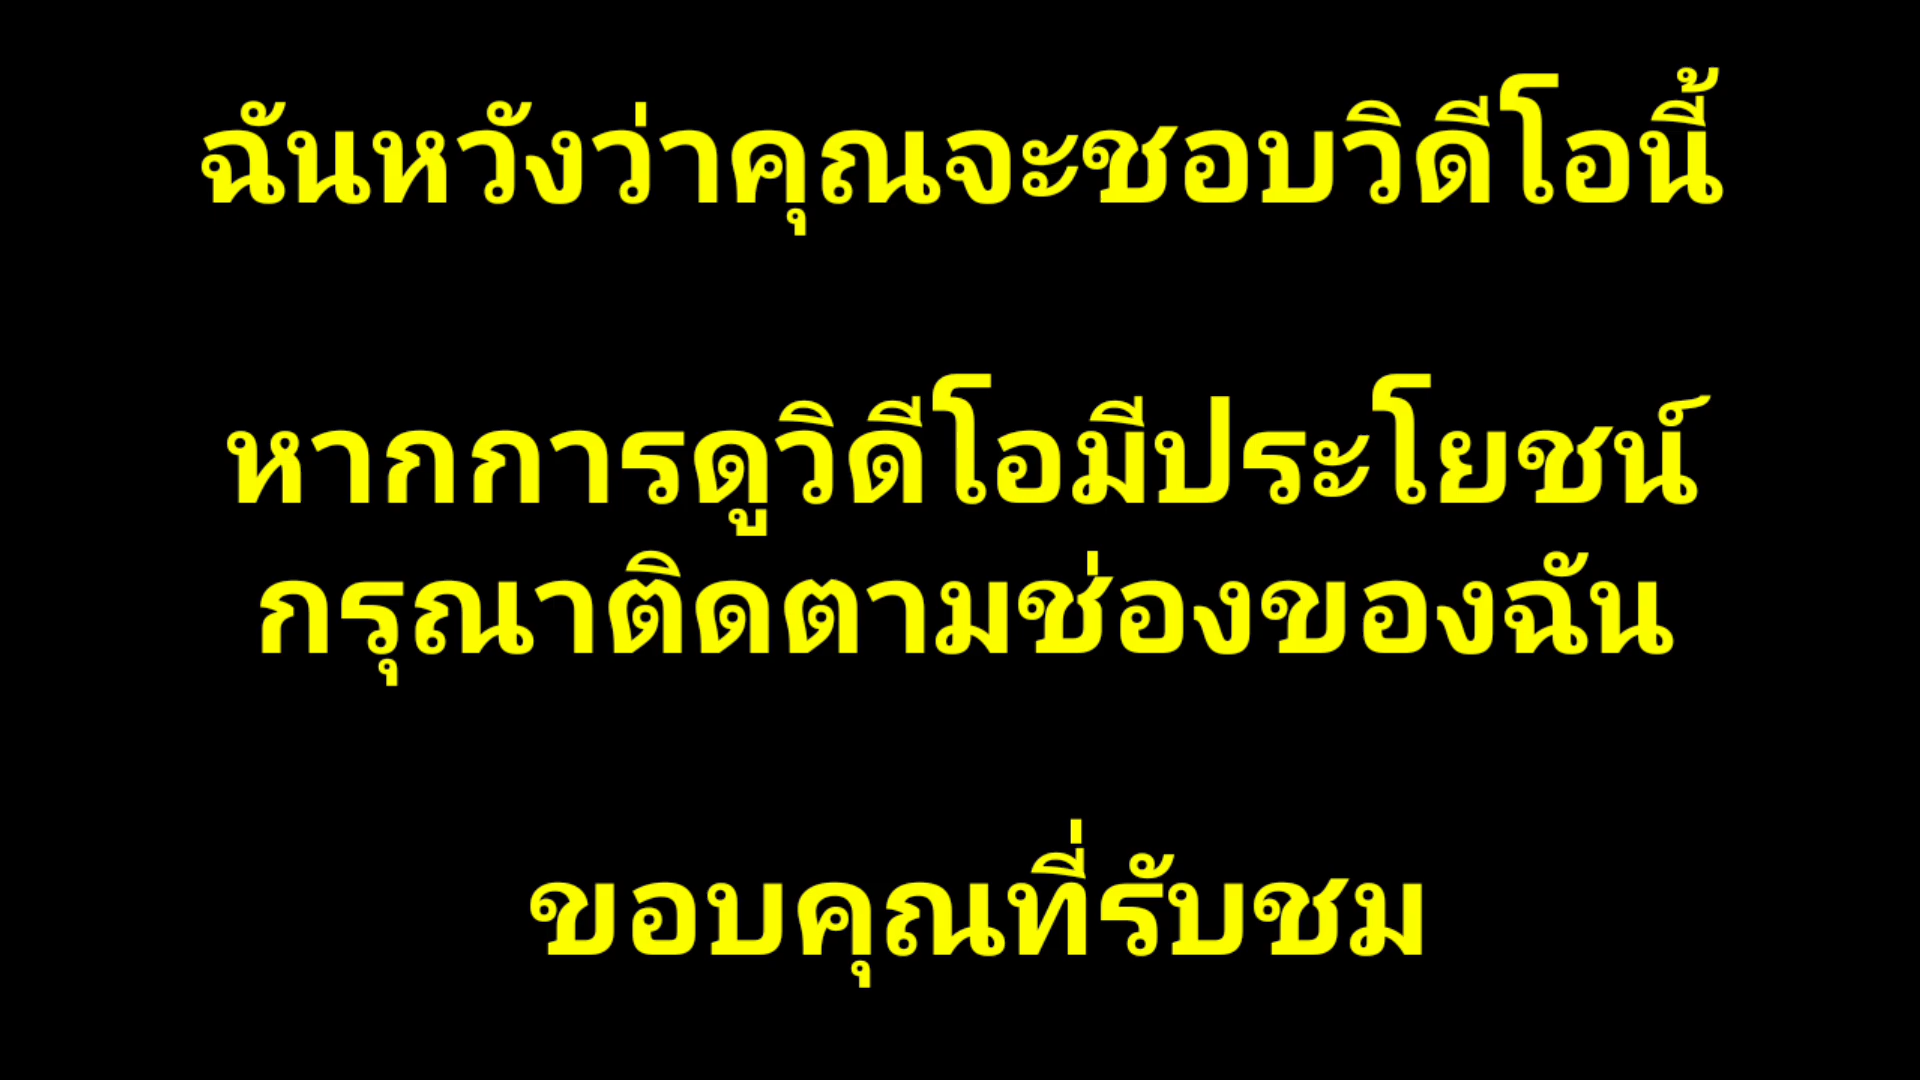 ฉันหวังว่าคุณจะชอบวิดีโอนี้
หากการดูวิดีโอมีประโยชน์
กรุณาติดตามช่องของฉัน
ขอบคุณที่รับชม